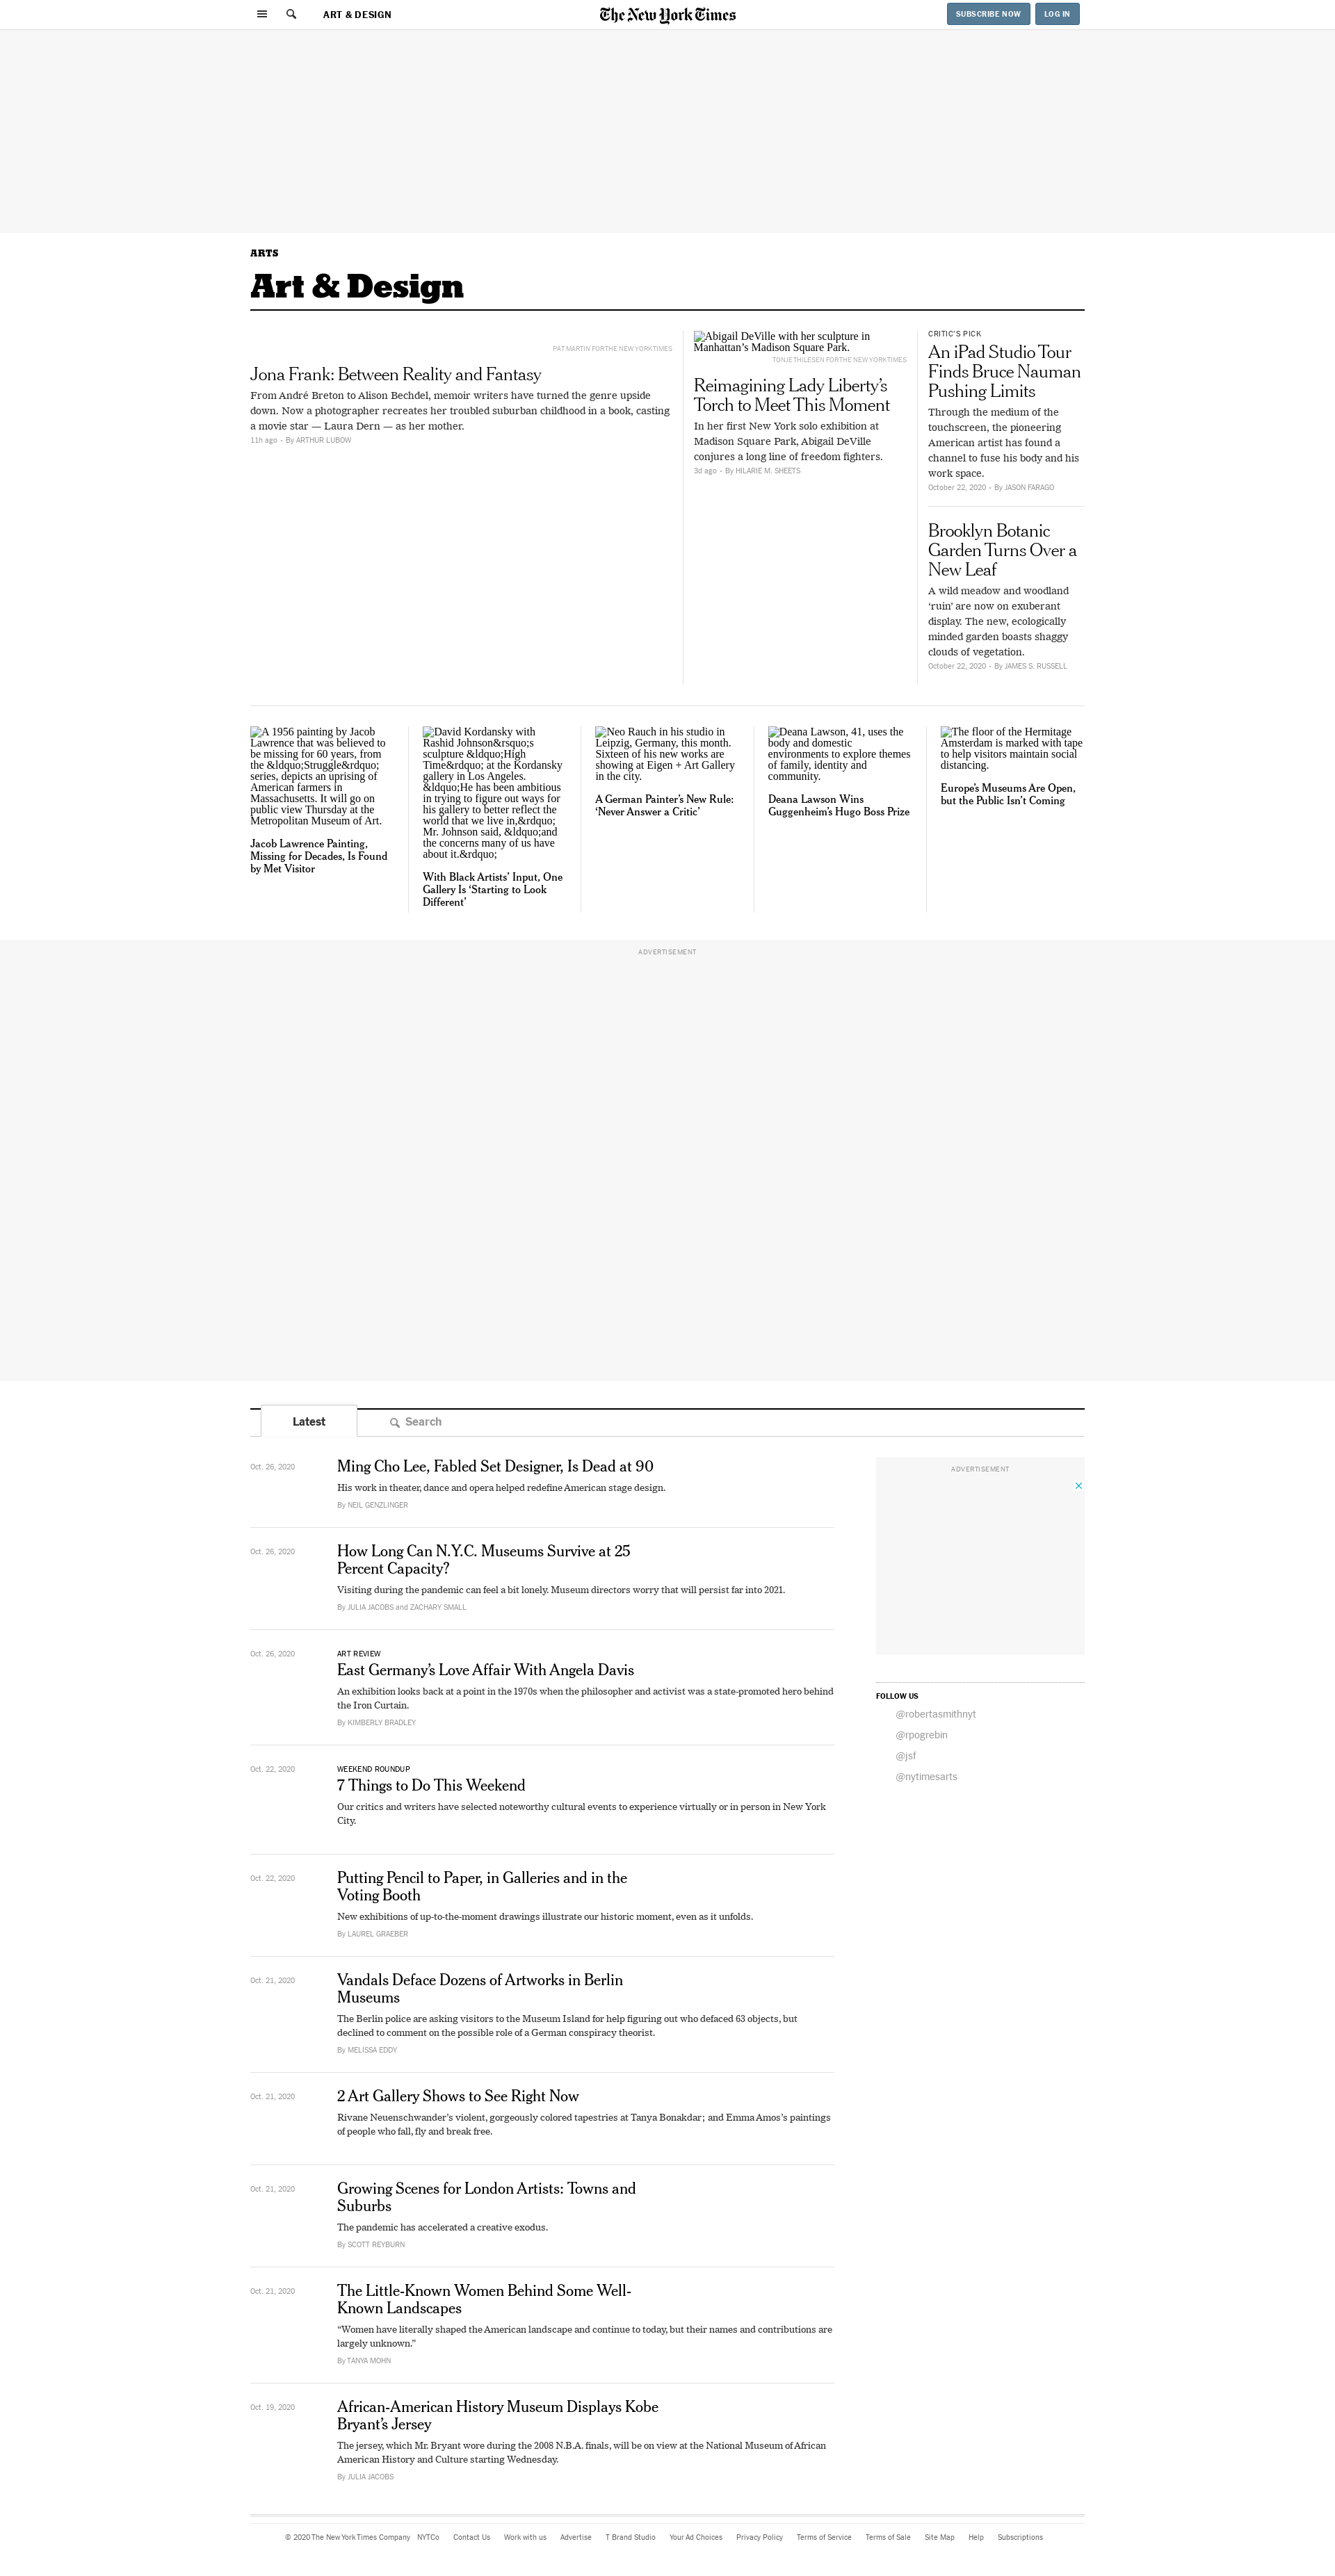 ART & DESIGN
The New York Times
SUBSCRIBE NOW
LOG IN
ARTS
Art & Design
PAT MARTIN FOR THE NEW YORK TIMES
Jona Frank: Between Reality and Fantasy
From André Breton to Alison Bechdel, memoir writers have turned the genre upside
down. Now a photographer recreates her troubled suburban childhood in a book, casting
a movie star — Laura Dern — as her mother.
11h ago • By ARTHUR LUBOW
Abigail DeVille with her sculpture in
Manhattan’s Madison Square Park.
TONJE THILESEN FOR THE NEW YORK TIMES
Reimagining Lady Liberty’s
Torch to Meet This Moment
In her first New York solo exhibition at
Madison Square Park, Abigail DeVille
conjures a long line of freedom fighters.
3d ago • By HILARIE M. SHEETS
CRITIC’S PICK
An iPad Studio Tour
Finds Bruce Nauman
Pushing Limits
Through the medium of the
touchscreen, the pioneering
American artist has found a
channel to fuse his body and his
work space.
October 22, 2020 • By JASON FARAGO
Brooklyn Botanic
Garden Turns Over a
New Leaf
A wild meadow and woodland
‘ruin’ are now on exuberant
display. The new, ecologically
minded garden boasts shaggy
clouds of vegetation.
October 22, 2020 • By JAMES S. RUSSELL
A 1956 painting by Jacob
Lawrence that was believed to
be missing for 60 years, from
the &ldquo;Struggle&rdquo;
series, depicts an uprising of
American farmers in
Massachusetts. It will go on
public view Thursday at the
Metropolitan Museum of Art.
Jacob Lawrence Painting,
Missing for Decades, Is Found
by Met Visitor
David Kordansky with
Rashid Johnson&rsquo;s
sculpture &ldquo;High
Time&rdquo; at the Kordansky
gallery in Los Angeles.
&ldquo;He has been ambitious
in trying to figure out ways for
his gallery to better reflect the
world that we live in,&rdquo;
Mr. Johnson said, &ldquo;and
the concerns many of us have
about it.&rdquo;
With Black Artists’ Input, One
Gallery Is ‘Starting to Look
Different’
Neo Rauch in his studio in
Leipzig, Germany, this month.
Sixteen of his new works are
showing at Eigen + Art Gallery
in the city.
A German Painter’s New Rule:
‘Never Answer a Critic’
Deana Lawson, 41, uses the
body and domestic
environments to explore themes
of family, identity and
community.
Deana Lawson Wins
Guggenheim’s Hugo Boss Prize
The floor of the Hermitage
Amsterdam is marked with tape
to help visitors maintain social
distancing.
Europe’s Museums Are Open,
but the Public Isn’t Coming
ADVERTISEMENT
Latest
Search
Oct. 26, 2020
Ming Cho Lee, Fabled Set Designer, Is Dead at 90
His work in theater, dance and opera helped redefine American stage design.
By NEIL GENZLINGER
Oct. 26, 2020
How Long Can N.Y.C. Museums Survive at 25
Percent Capacity?
Visiting during the pandemic can feel a bit lonely. Museum directors worry that will persist far into 2021.
By JULIA JACOBS and ZACHARY SMALL
Oct. 26, 2020
ART REVIEW
East Germany’s Love Affair With Angela Davis
An exhibition looks back at a point in the 1970s when the philosopher and activist was a state-promoted hero behind
the Iron Curtain.
By KIMBERLY BRADLEY
Oct. 22, 2020
WEEKEND ROUNDUP
7 Things to Do This Weekend
Our critics and writers have selected noteworthy cultural events to experience virtually or in person in New York
City.
Oct. 22, 2020
Putting Pencil to Paper, in Galleries and in the
Voting Booth
New exhibitions of up-to-the-moment drawings illustrate our historic moment, even as it unfolds.
By LAUREL GRAEBER
Oct. 21, 2020
Vandals Deface Dozens of Artworks in Berlin
Museums
The Berlin police are asking visitors to the Museum Island for help figuring out who defaced 63 objects, but
declined to comment on the possible role of a German conspiracy theorist.
By MELISSA EDDY
Oct. 21, 2020
2 Art Gallery Shows to See Right Now
Rivane Neuenschwander’s violent, gorgeously colored tapestries at Tanya Bonakdar; and Emma Amos’s paintings
of people who fall, fly and break free.
Oct. 21, 2020
Growing Scenes for London Artists: Towns and
Suburbs
The pandemic has accelerated a creative exodus.
By SCOTT REYBURN
Oct. 21, 2020
The Little-Known Women Behind Some Well-
Known Landscapes
“Women have literally shaped the American landscape and continue to today, but their names and contributions are
largely unknown.”
By TANYA MOHN
Oct. 19, 2020
African-American History Museum Displays Kobe
Bryant’s Jersey
The jersey, which Mr. Bryant wore during the 2008 N.B.A. finals, will be on view at the National Museum of African
American History and Culture starting Wednesday.
By JULIA JACOBS
ADVERTISEMENT
FOLLOW US
@robertasmithnyt
@rpogrebin
@jsf
@nytimesarts
© 2020 The New York Times Company NYTCo Contact Us Work with us Advertise T Brand Studio Your Ad Choices Privacy Policy Terms of Service Terms of Sale Site Map Help Subscriptions